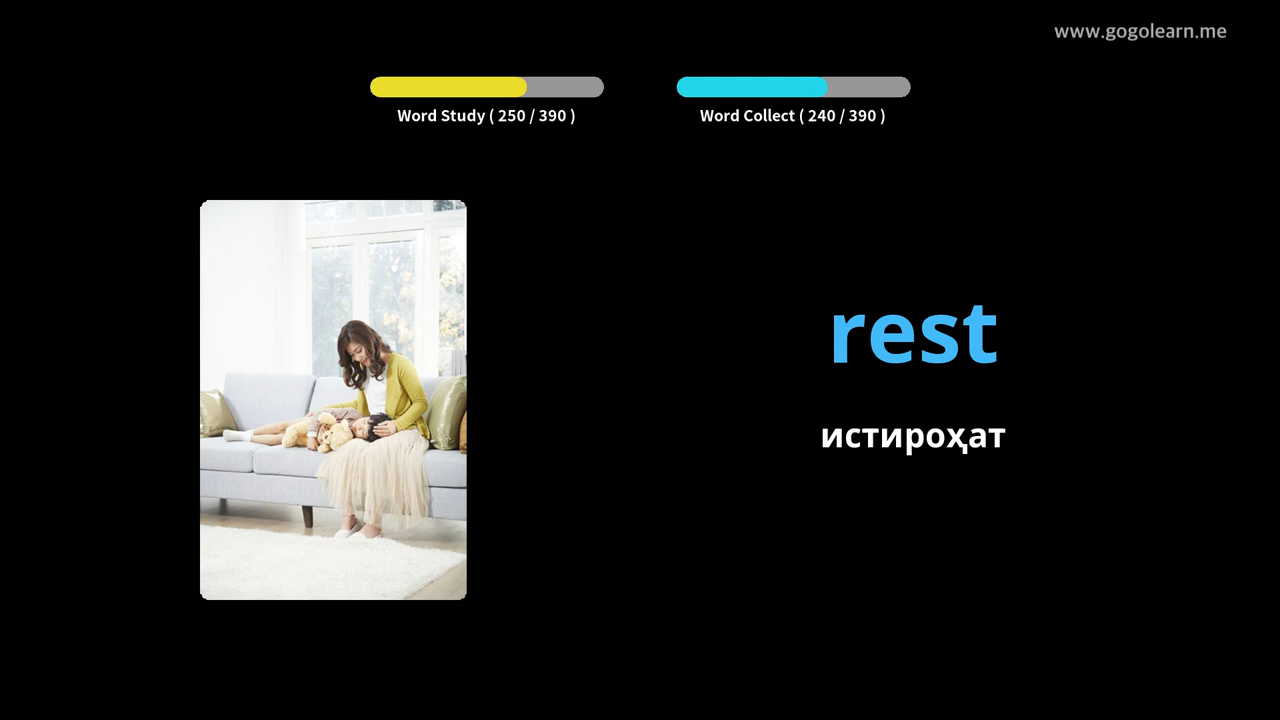 www.gogolearn.me
Word Study ( 250 / 390 )
Word Collect ( 240 / 390 )
rest
истироҳат